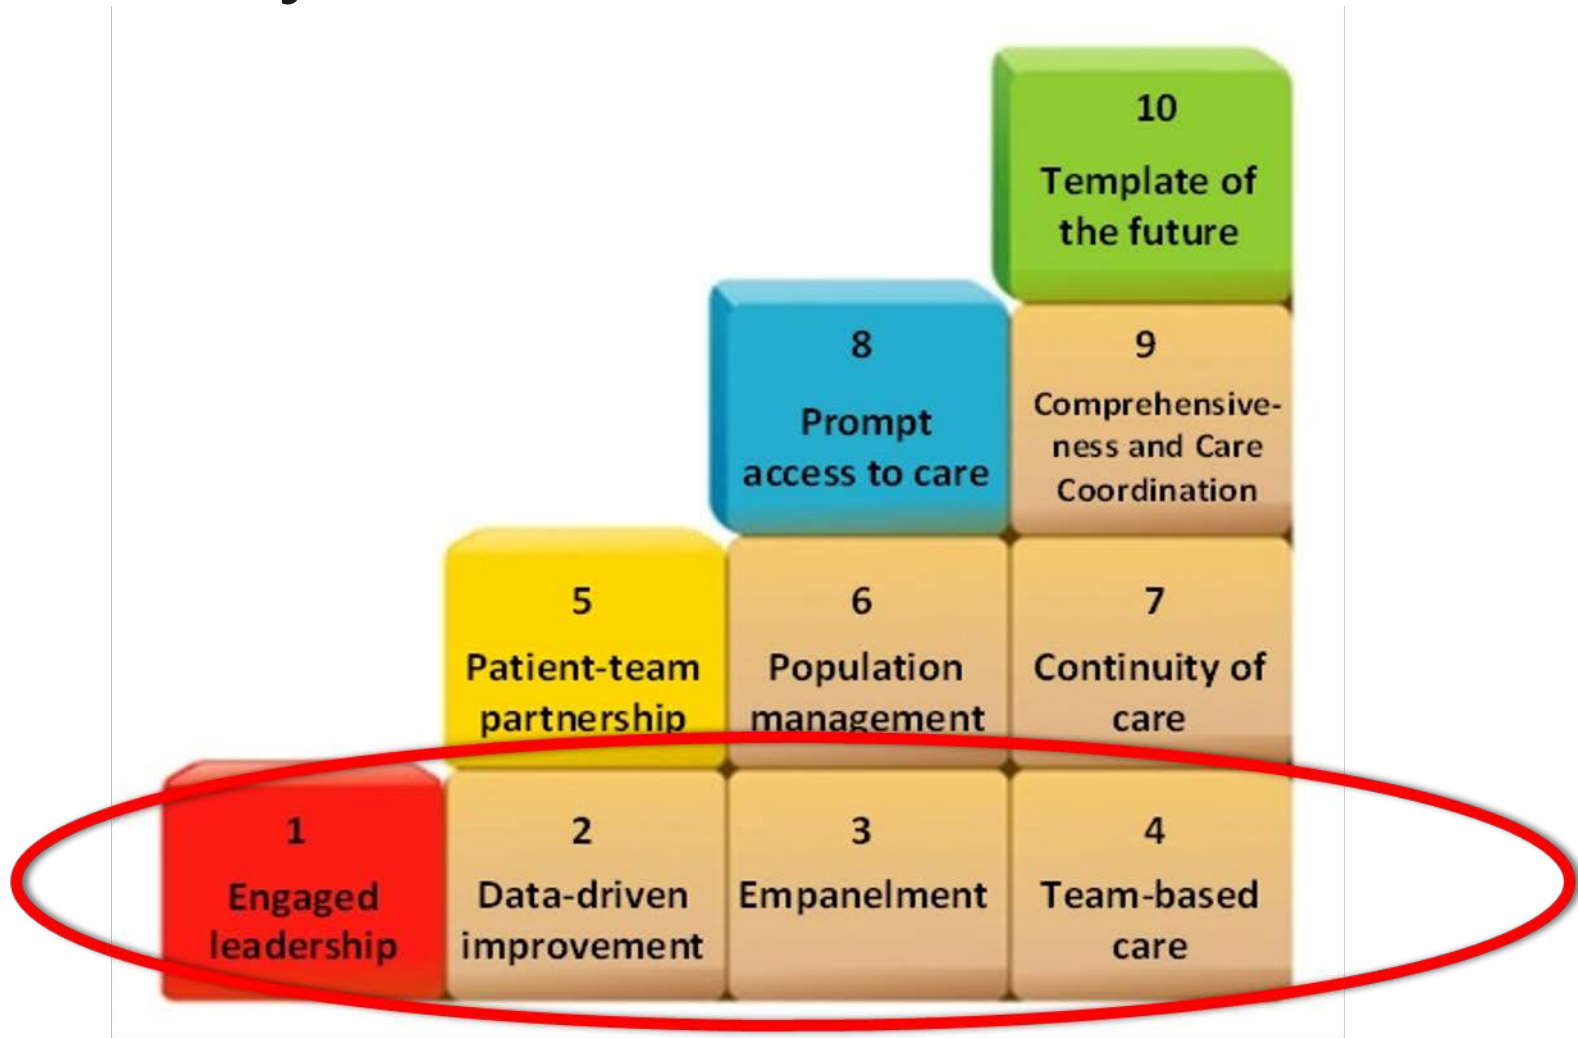 10
Template of
the future
8
Prompt
access to care
9
Comprehensive-
ness and Care
Coordination
5
Patient-team
partnership
6
Population
management
7
Continuity of
care
1
Engaged
leadership
2
Data-driven
improvement
3
Empanelment
4
Team-based
care